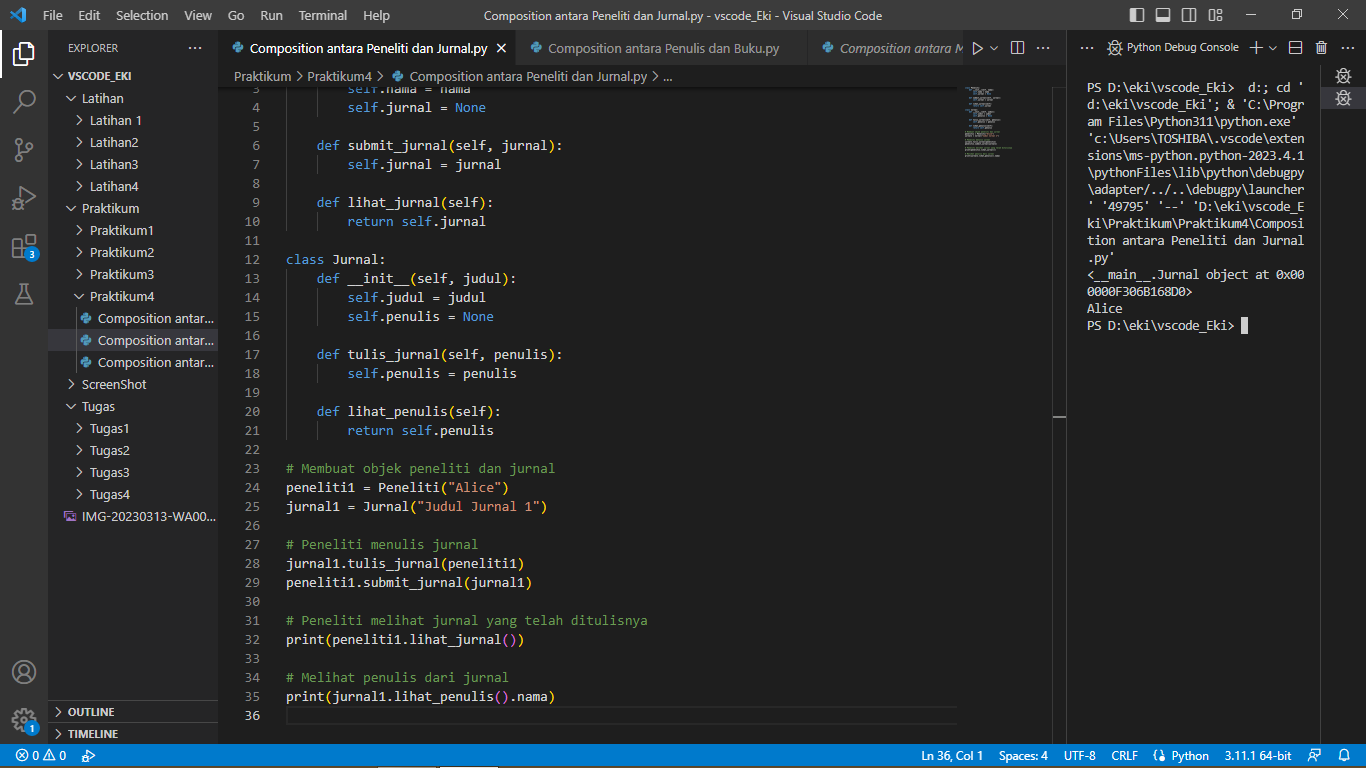 File Edit Selection View Go Run Terminal Help
Composition antara Peneliti dan Jurnal.py - vscode_Eki - Visual Studio Code
EXPLORER
VSCODE_EKI
Latihan
Latihan 1
Latihan2
Latihan3
Latihan4
Praktikum
Praktikum1
Praktikum2
Praktikum3
Praktikum4
Composition antar...
Composition antar...
Composition antar...
ScreenShot
Tugas
Tugas1
Tugas2
Tugas3
Tugas4
IMG-20230313-WA00...
OUTLINE
TIMELINE
3
1
Composition antara Peneliti dan Jurnal.py
Composition antara Penulis dan Buku.py
Composition antara M
Praktikum > Praktikum4 > Composition antara Peneliti dan Jurnal.py > ...
3 self.nama = nama
4 self.jurnal = None
5
6 def submit_jurnal(self, jurnal):
7 self.jurnal = jurnal
8
9 def lihat_jurnal(self):
10 return self.jurnal
11
12 class Jurnal:
13 def __init__(self, judul):
14 self.judul = judul
15 self.penulis = None
16
17 def tulis_jurnal(self, penulis):
18 self.penulis = penulis
19
20 def lihat_penulis(self):
21 return self.penulis
22
23 # Membuat objek peneliti dan jurnal
24 peneliti1 = Peneliti("Alice")
25 jurnal1 = Jurnal("Judul Jurnal 1")
26
27 # Peneliti menulis jurnal
28 jurnal1.tulis_jurnal(peneliti1)
29 peneliti1.submit_jurnal(jurnal1)
30
31 # Peneliti melihat jurnal yang telah ditulisnya
32 print(peneliti1.lihat_jurnal())
33
34 # Melihat penulis dari jurnal
35 print(jurnal1.lihat_penulis().nama)
36
Python Debug Console
PS D:\eki\vscode_Eki>  d:; cd '
d:\eki\vscode_Eki'; & 'C:\Progr
am Files\Python311\python.exe'
'c:\Users\TOSHIBA\.vscode\exten
sions\ms-python.python-2023.4.1
\pythonFiles\lib\python\debugpy
\adapter/../..\debugpy\launcher
' '49795' '--' 'D:\eki\vscode_E
ki\Praktikum\Praktikum4\Composi
tion antara Peneliti dan Jurnal
.py'
<__main__.Jurnal object at 0x00
0000F306B168D0>
Alice
PS D:\eki\vscode_Eki>
0 0
Ln 36, Col 1 Spaces: 4 UTF-8 CRLF Python 3.11.1 64-bit